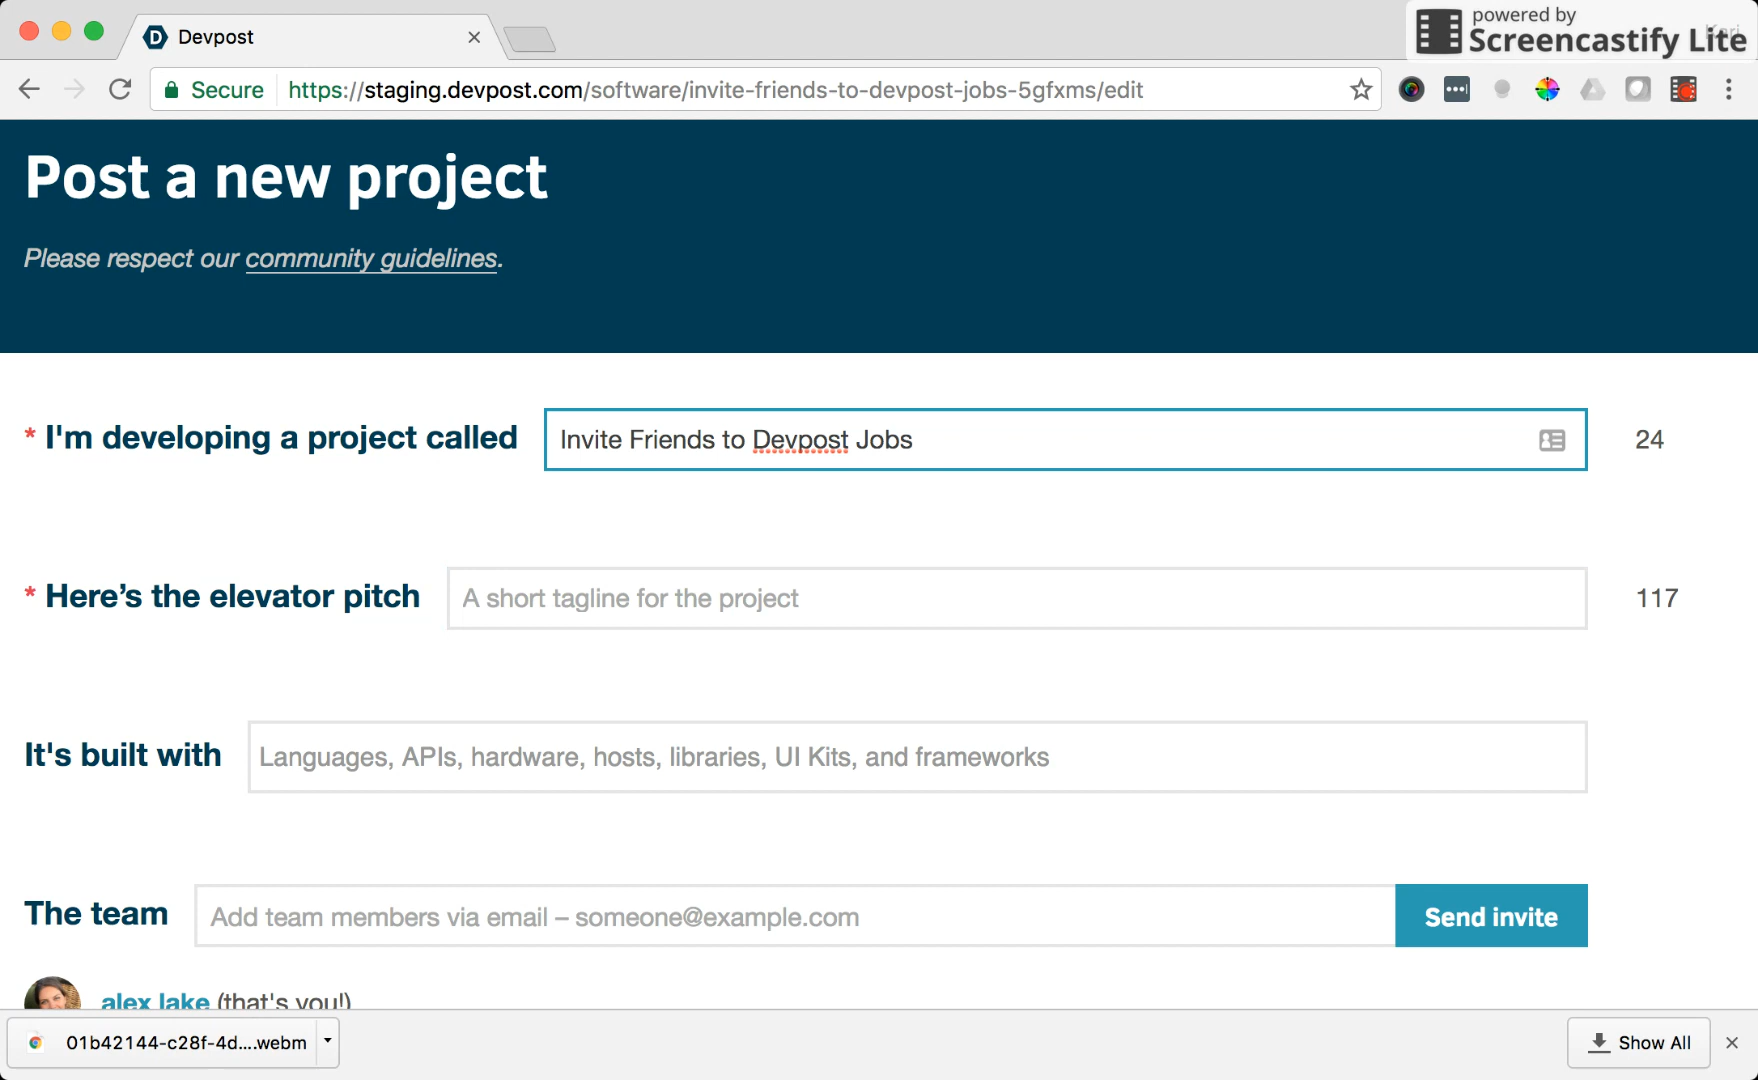 Devpost
powered by
Screencastify Lite
Secure
https://staging.devpost.com/software/invite-friends-to-devpost-jobs-5gfxms/edit
Post a new project
Please respect our community guidelines.
* I'm developing a project called
Invite Friends to Devpost Jobs
24
* Here’s the elevator pitch
A short tagline for the project
117
It's built with
Languages, APIs, hardware, hosts, libraries, UI Kits, and frameworks
The team
Add team members via email – someone@example.com
Send invite
alex lake (that's you!)
01b42144-c28f-4d....webm
Show All